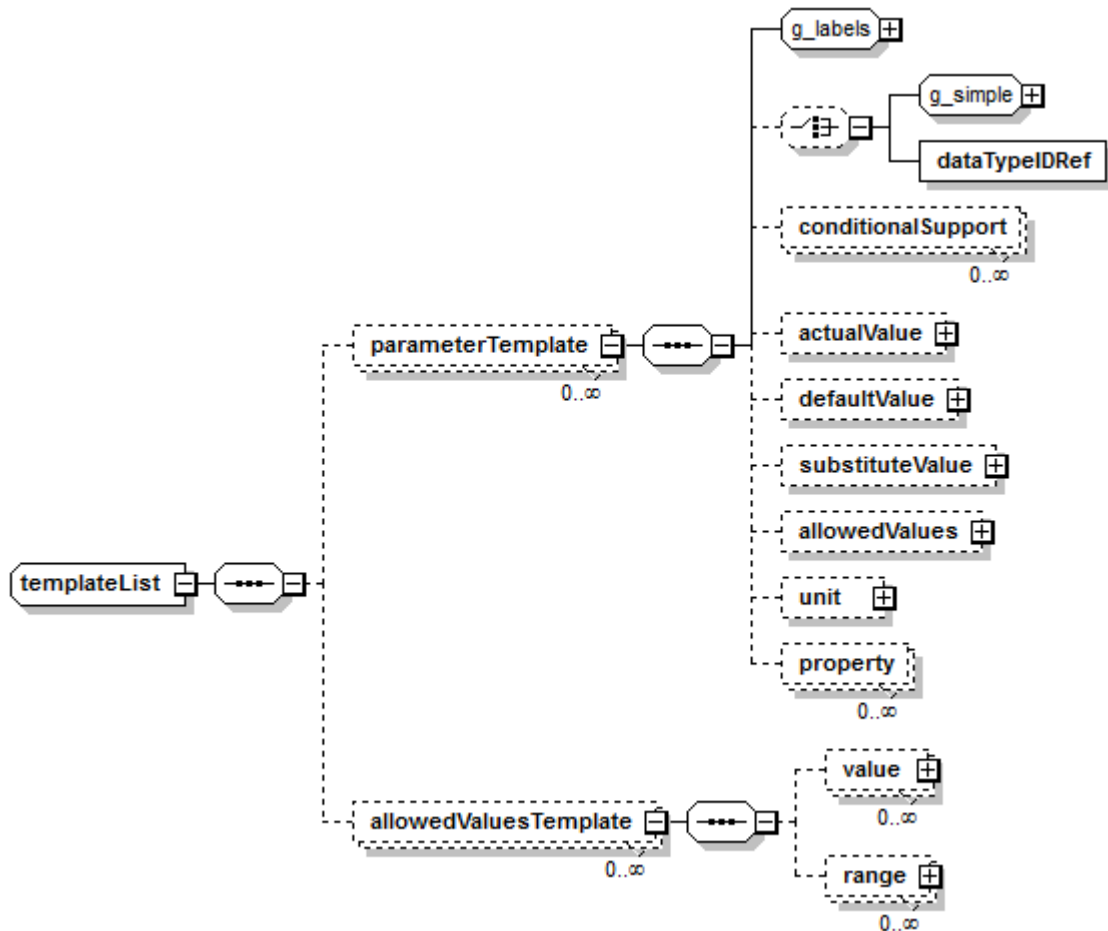 g_labels
g_simple
dataTypeIDRef
conditionalSupport
0..∞
parameterTemplate
0..∞
actualValue
defaultValue
substituteValue
allowedValues
unit
property
0..∞
templateList
allowedValuesTemplate
0..∞
value
0..∞
range
0..∞